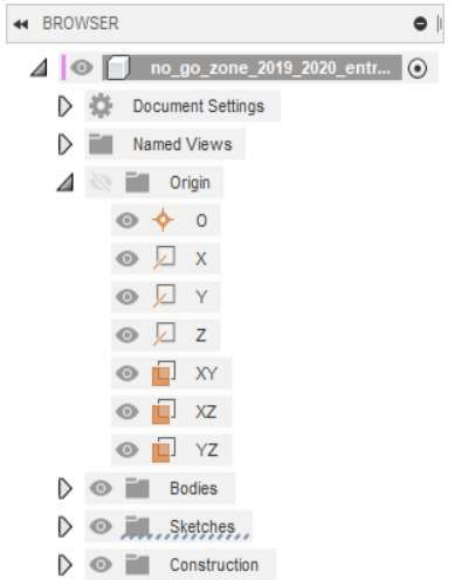 BROWSER
no_go_zone_2019_2020_entr...
Document Settings
Named Views
Origin
O
X
Y
Z
XY
XZ
YZ
Bodies
Sketches
Construction